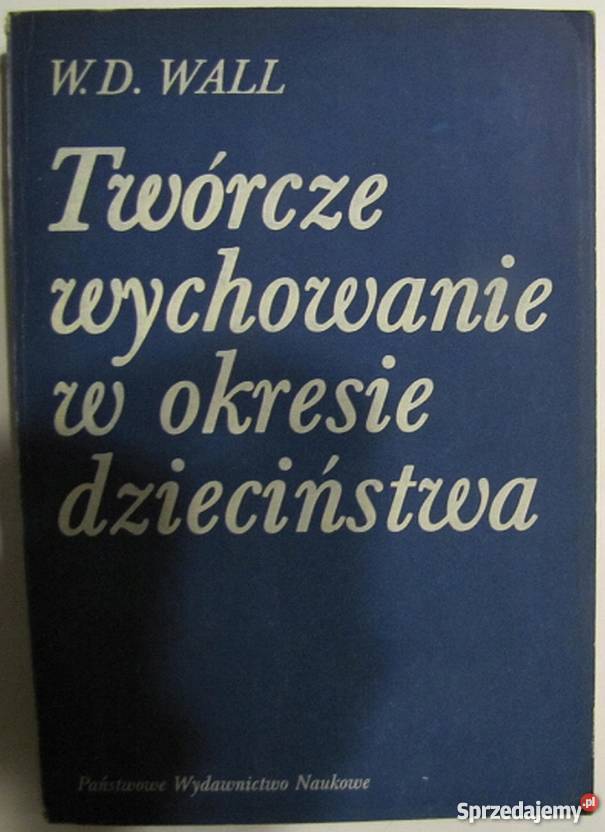 W. D. WALL
Twórcze
wychowanie
w okresie
dzieciństwa
Państwowe Wydawnictwo Naukowe
Sprzedajemy.pl